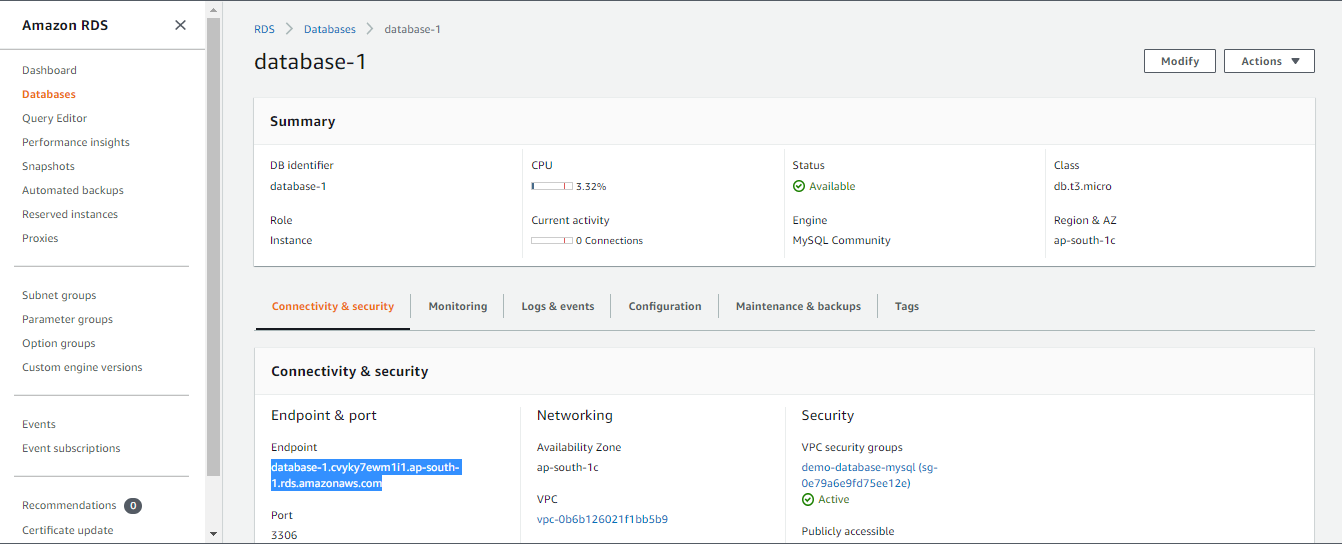 Amazon RDS
Dashboard
Databases
Query Editor
Performance insights
Snapshots
Automated backups
Reserved instances
Proxies
Subnet groups
Parameter groups
Option groups
Custom engine versions
Events
Event subscriptions
Recommendations 0
Certificate update
RDS > Databases > database-1
database-1
Modify
Actions
Summary
DB identifier
database-1
CPU
3.32%
Status
Available
Class
db.t3.micro
Role
Instance
Current activity
0 Connections
Engine
MySQL Community
Region & AZ
ap-south-1c
Connectivity & security
Monitoring
Logs & events
Configuration
Maintenance & backups
Tags
Connectivity & security
Endpoint & port
Endpoint
database-1.cvyky7ewm1i1.ap-south-
1.rds.amazonaws.com
Port
3306
Networking
Availability Zone
ap-south-1c
VPC
vpc-0b6b126021f1bb5b9
Security
VPC security groups
demo-database-mysql (sg-
0e79a6e9fd75ee12e)
Active
Publicly accessible